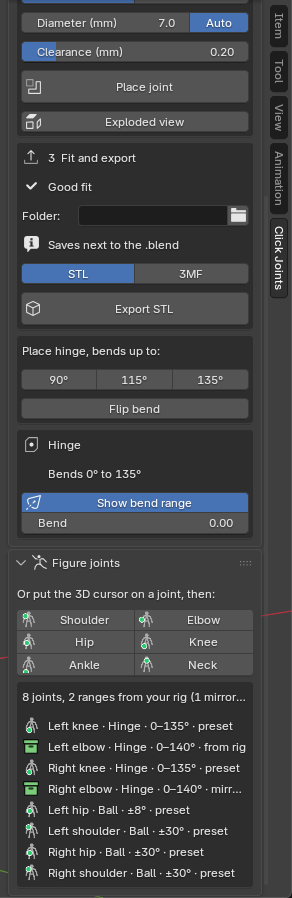 Diameter (mm) 7.0 Auto
Clearance (mm) 0.20
Place joint
Exploded view
3 Fit and export
Good fit
Folder:
Saves next to the .blend
STL 3MF
Export STL
Place hinge, bends up to:
90° 115° 135°
Flip bend
Hinge
Bends 0° to 135°
Show bend range
Bend 0.00
Figure joints
Or put the 3D cursor on a joint, then:
Shoulder Elbow
Hip Knee
Ankle Neck
8 joints, 2 ranges from your rig (1 mirror...
Left knee · Hinge · 0–135° · preset
Left elbow · Hinge · 0–140° · from rig
Right knee · Hinge · 0–135° · preset
Right elbow · Hinge · 0–140° · mirr...
Left hip · Ball · ±8° · preset
Left shoulder · Ball · ±30° · preset
Right hip · Ball · ±30° · preset
Right shoulder · Ball · ±30° · preset
Item
Tool
View
Animation
Click Joints